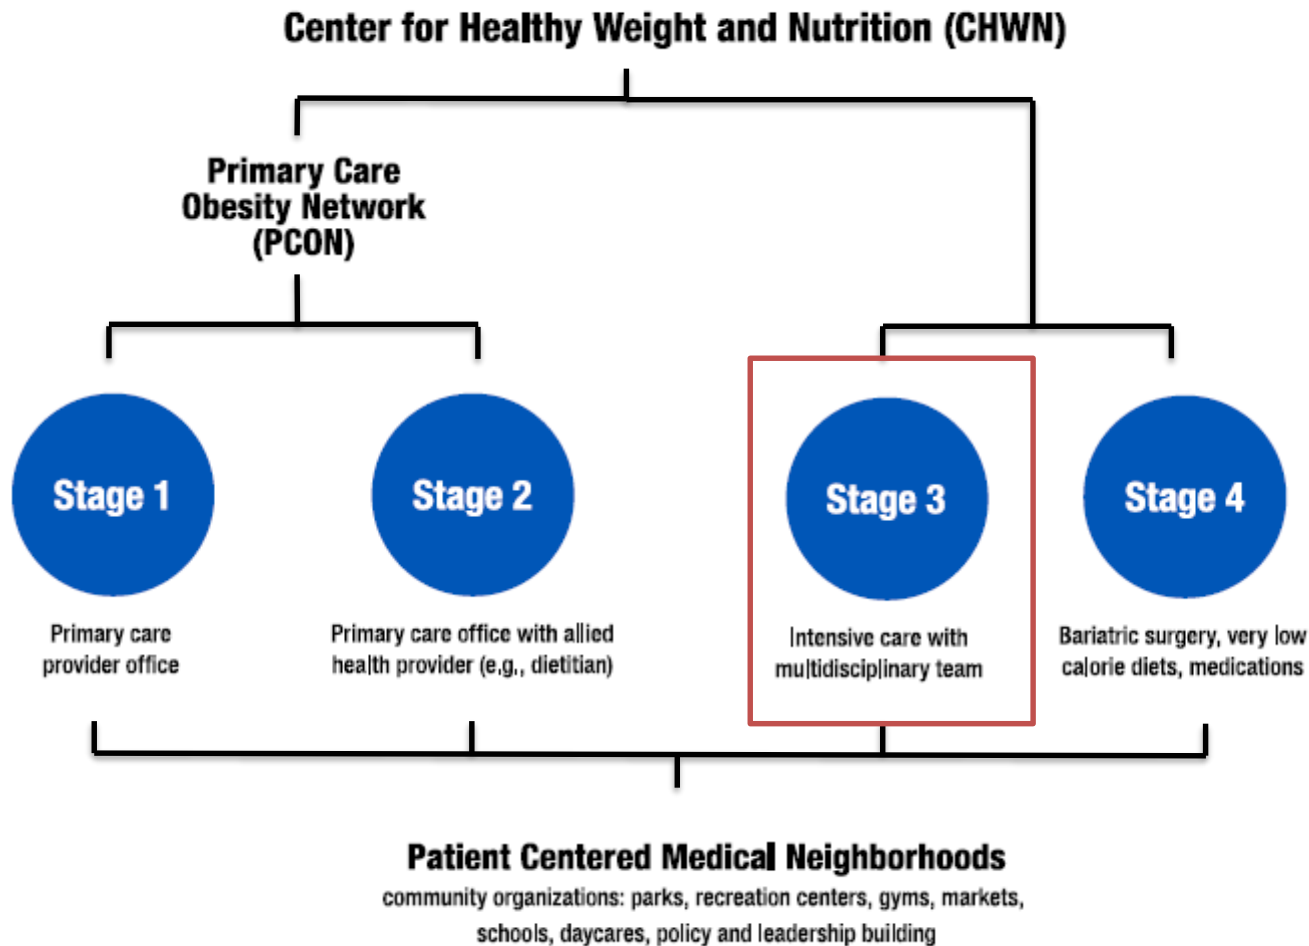 Center for Healthy Weight and Nutrition (CHWN)
Primary Care
Obesity Network
(PCON)
Stage 1
Stage 2
Stage 3
Stage 4
Primary care
provider office
Primary care office with allied
health provider (e.g., dietitian)
Intensive care with
multidisciplinary team
Bariatric surgery, very low
calorie diets, medications
Patient Centered Medical Neighborhoods
community organizations: parks, recreation centers, gyms, markets,
schools, daycares, policy and leadership building